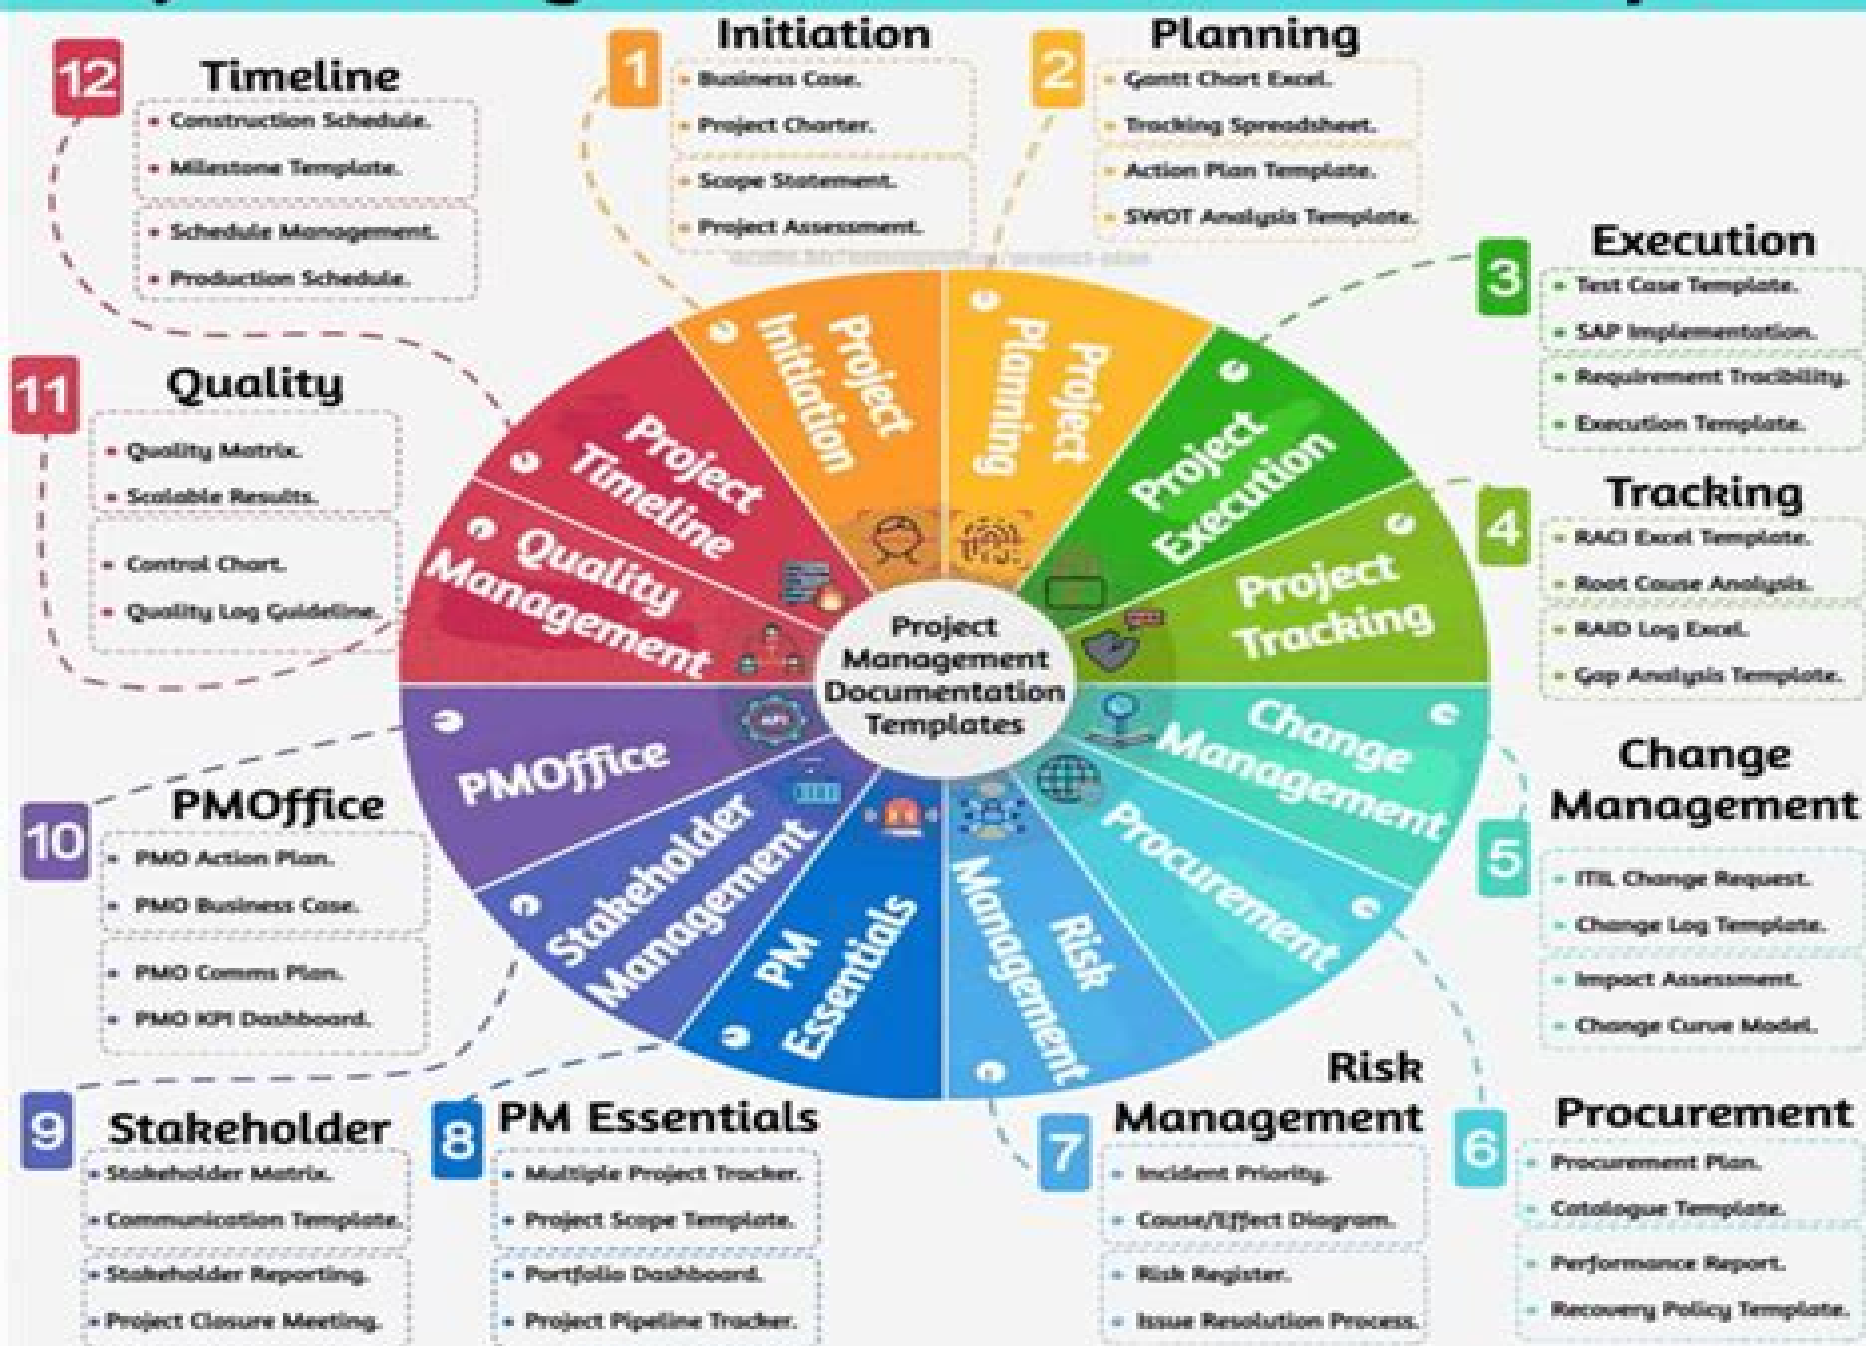 12
Timeline
• Construction Schedule.
• Milestone Template.
• Schedule Management.
• Production Schedule.
1
Initiation
• Business Case.
• Project Charter.
• Scope Statement.
• Project Assessment.
2
Planning
• Gantt Chart Excel.
• Tracking Spreadsheet.
• Action Plan Template.
• SWOT Analysis Template.
3
Execution
• Test Case Template.
• SAP Implementation.
• Requirement Tracibility.
• Execution Template.
4
Tracking
• RACI Excel Template.
• Root Cause Analysis.
• RAID Log Excel.
• Gap Analysis Template.
5
Change
Management
• ITIL Change Request.
• Change Log Template.
• Impact Assessment.
• Change Curve Model.
6
Procurement
• Procurement Plan.
• Catalogue Template.
• Performance Report.
• Recovery Policy Template.
7
Risk
Management
• Incident Priority.
• Cause/Effect Diagram.
• Risk Register.
• Issue Resolution Process.
8
PM Essentials
• Multiple Project Tracker.
• Project Scope Template.
• Portfolio Dashboard.
• Project Pipeline Tracker.
9
Stakeholder
• Stakeholder Matrix.
• Communication Template.
• Stakeholder Reporting.
• Project Closure Meeting.
10
PMOffice
• PMO Action Plan.
• PMO Business Case.
• PMO Comms Plan.
• PMO KPI Dashboard.
11
Quality
• Quality Matrix.
• Scalable Results.
• Control Chart.
• Quality Log Guideline.
Project
Initiation
Project
Planning
Project
Execution
Project
Tracking
Change
Management
Procurement
Risk
Management
PM
Essentials
Stakeholder
Management
PMOffice
Quality
Management
Project
Timeline
KPI
Project
Management
Documentation
Templates